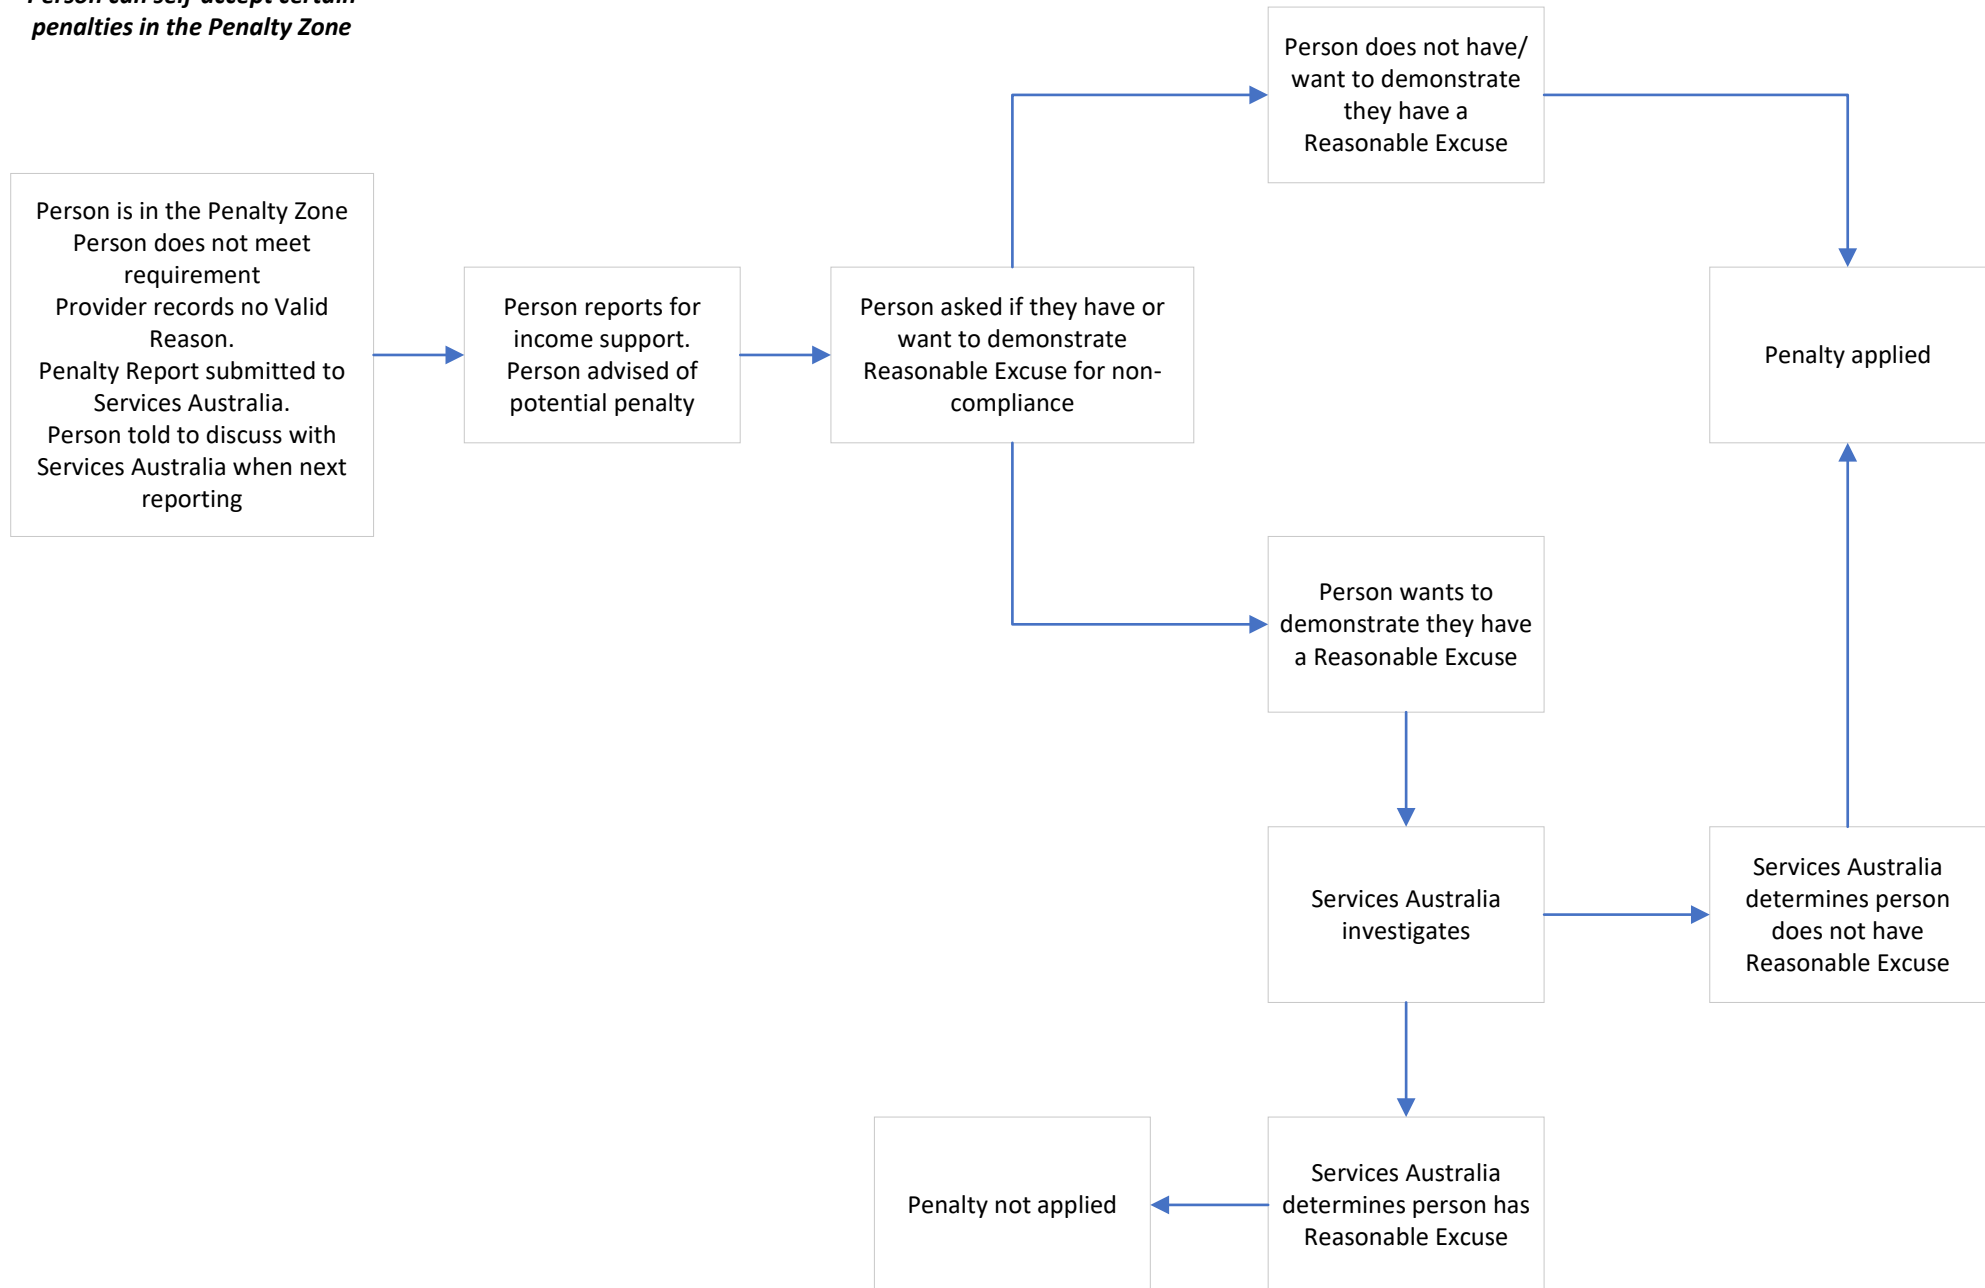 Person can self-accept certain
penalties in the Penalty Zone
Person does not have/
want to demonstrate
they have a
Reasonable Excuse
Person is in the Penalty Zone
Person does not meet
requirement
Provider records no Valid
Reason.
Penalty Report submitted to
Services Australia.
Person told to discuss with
Services Australia when next
reporting
Person reports for
income support.
Person advised of
potential penalty
Person asked if they have or
want to demonstrate
Reasonable Excuse for non-
compliance
Penalty applied
Person wants to
demonstrate they have
a Reasonable Excuse
Services Australia
investigates
Services Australia
determines person
does not have
Reasonable Excuse
Penalty not applied
Services Australia
determines person has
Reasonable Excuse